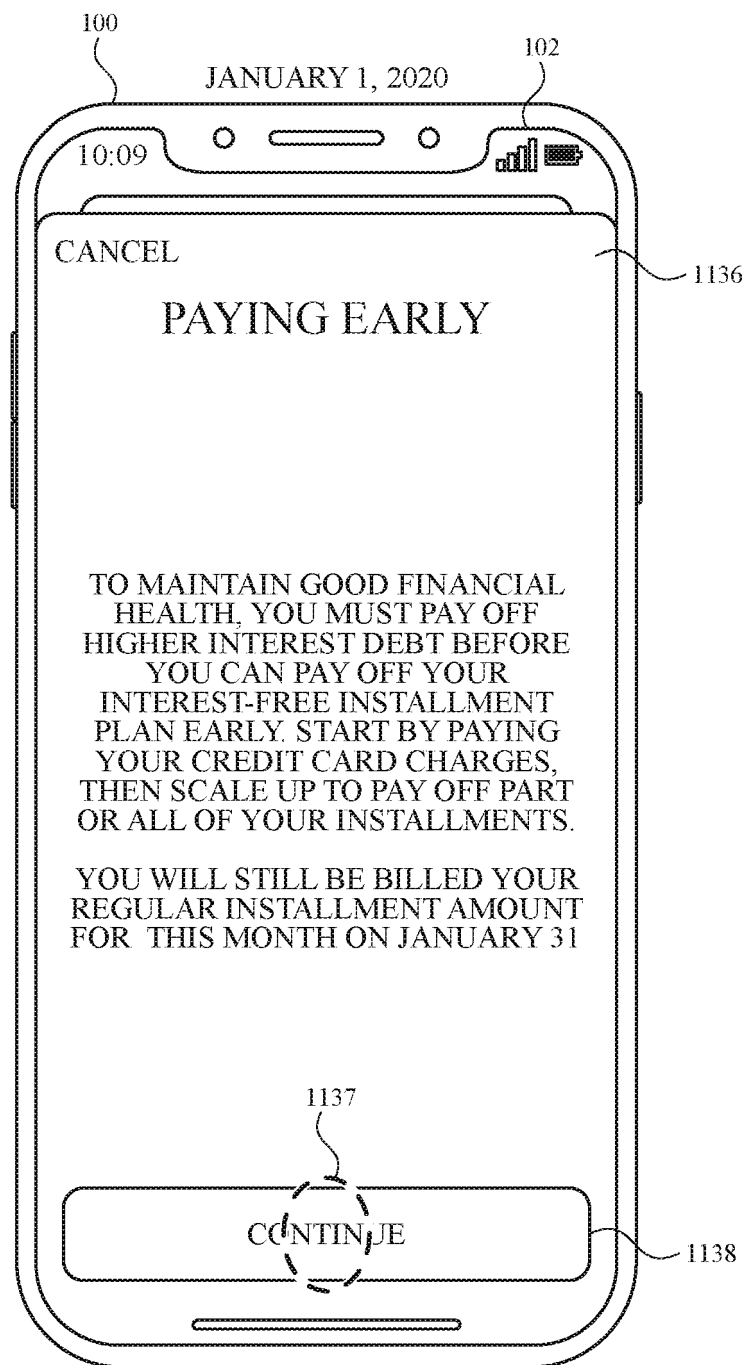 100
JANUARY 1, 2020
102
10:09
CANCEL
1136
PAYING EARLY
TO MAINTAIN GOOD FINANCIAL
HEALTH, YOU MUST PAY OFF
HIGHER INTEREST DEBT BEFORE
YOU CAN PAY OFF YOUR
INTEREST-FREE INSTALLMENT
PLAN EARLY. START BY PAYING
YOUR CREDIT CARD CHARGES,
THEN SCALE UP TO PAY OFF PART
OR ALL OF YOUR INSTALLMENTS.
YOU WILL STILL BE BILLED YOUR
REGULAR INSTALLMENT AMOUNT
FOR THIS MONTH ON JANUARY 31
1137
CONTINUE
1138